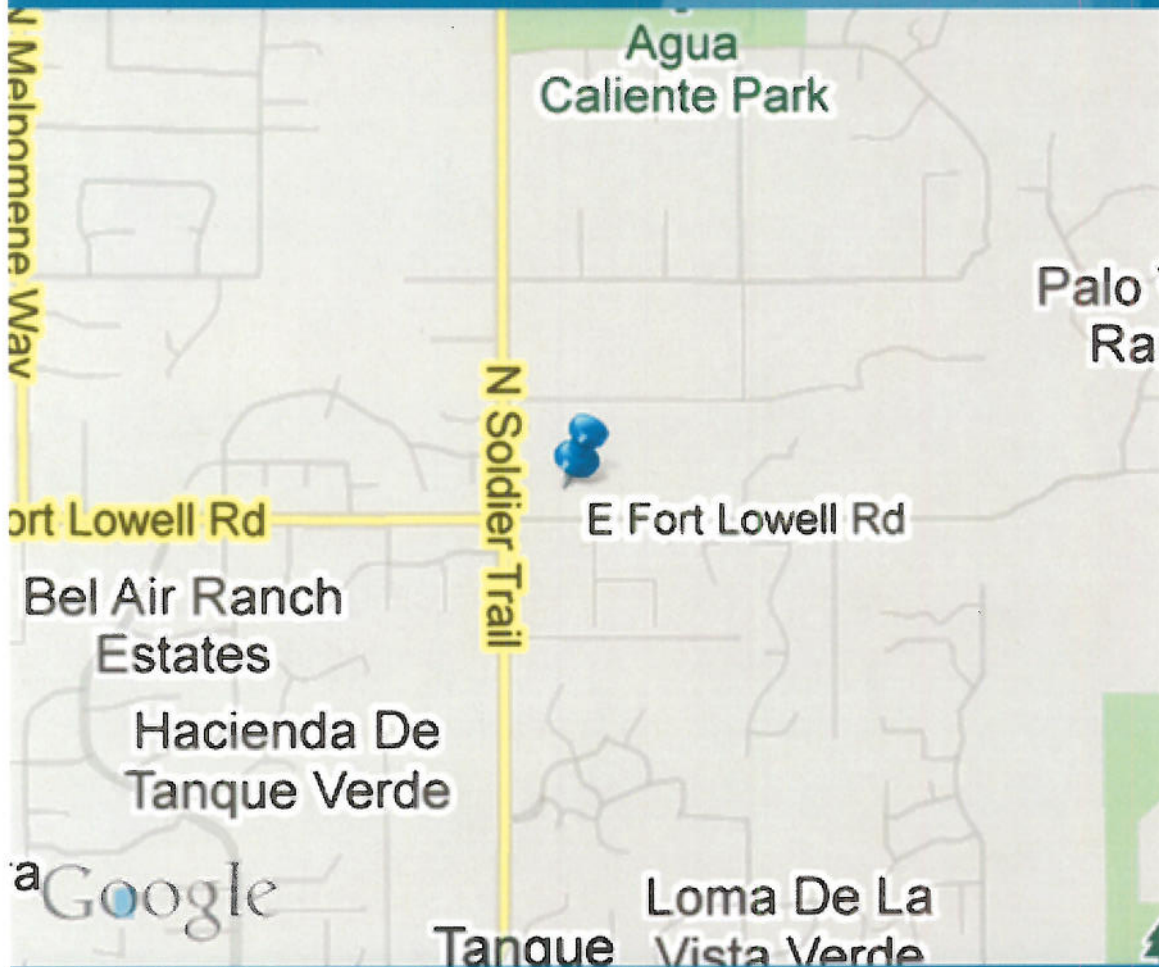 N Melpomene Way
Agua
Caliente Park
Palo
Ra
N Soldier Trail
ort Lowell Rd
E Fort Lowell Rd
Bel Air Ranch
Estates
Hacienda De
Tanque Verde
a
Google
Loma De La
Vista Verde
Tanque